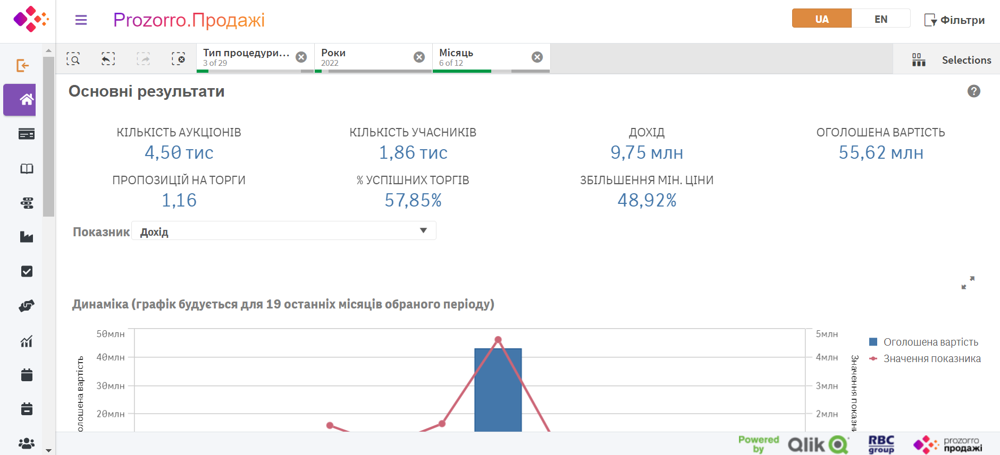 Prozorro.Продажі
UA
EN
Фільтри
Тип процедури...
3 of 29
Роки
2022
Місяць
6 of 12
Selections
Основні результати
КІЛЬКІСТЬ АУКЦІОНІВ
4,50 тис
КІЛЬКІСТЬ УЧАСНИКІВ
1,86 тис
ДОХІД
9,75 млн
ОГОЛОШЕНА ВАРТІСТЬ
55,62 млн
ПРОПОЗИЦІЙ НА ТОРГИ
1,16
% УСПІШНИХ ТОРГІВ
57,85%
ЗБІЛЬШЕННЯ МІН. ЦІНИ
48,92%
Показник
Дохід
Динаміка (графік будується для 19 останніх місяців обраного періоду)
50млн
40млн
30млн
20млн
олошена вартість
5млн
4млн
3млн
2млн
Значення показни
Оголошена вартість
Значення показника
Powered
by
Qlik
RBC
group
prozorro
продажі